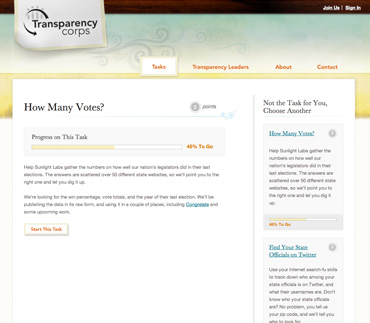 Join Us | Sign In
Transparency
corps
Tasks
Transparency Leaders
About
Contact
How Many Votes?
points
Progress on This Task
45% To Go
Help Sunlight Labs gather the numbers on how well our nation's legislators did in their last
elections. The answers are scattered over 50 different state websites, so we'll point you to the
right one and let you dig it up.
We're looking for the win percentage, vote totals, and the year of their last election. We'll be
publishing the data in its raw form, and using it in a couple of places, including Congrelate and
some upcoming work.
Start This Task
Not the Task for You,
Choose Another
How Many Votes?
Help Sunlight Labs gather the
numbers on how well our nation's
legislators did in their last
elections. The answers are
scattered over 50 different state
websites, so we'll point you to
the right one and let you dig it
up.
45% To Go
Find Your State
Officials on Twitter
Use your Internet search-fu skills
to track down who among your
state officials is on Twitter, and
what their usernames are. Don't
know who your state officials
are? No problem, you tell us
your zip code, and we'll tell you
who to look for.